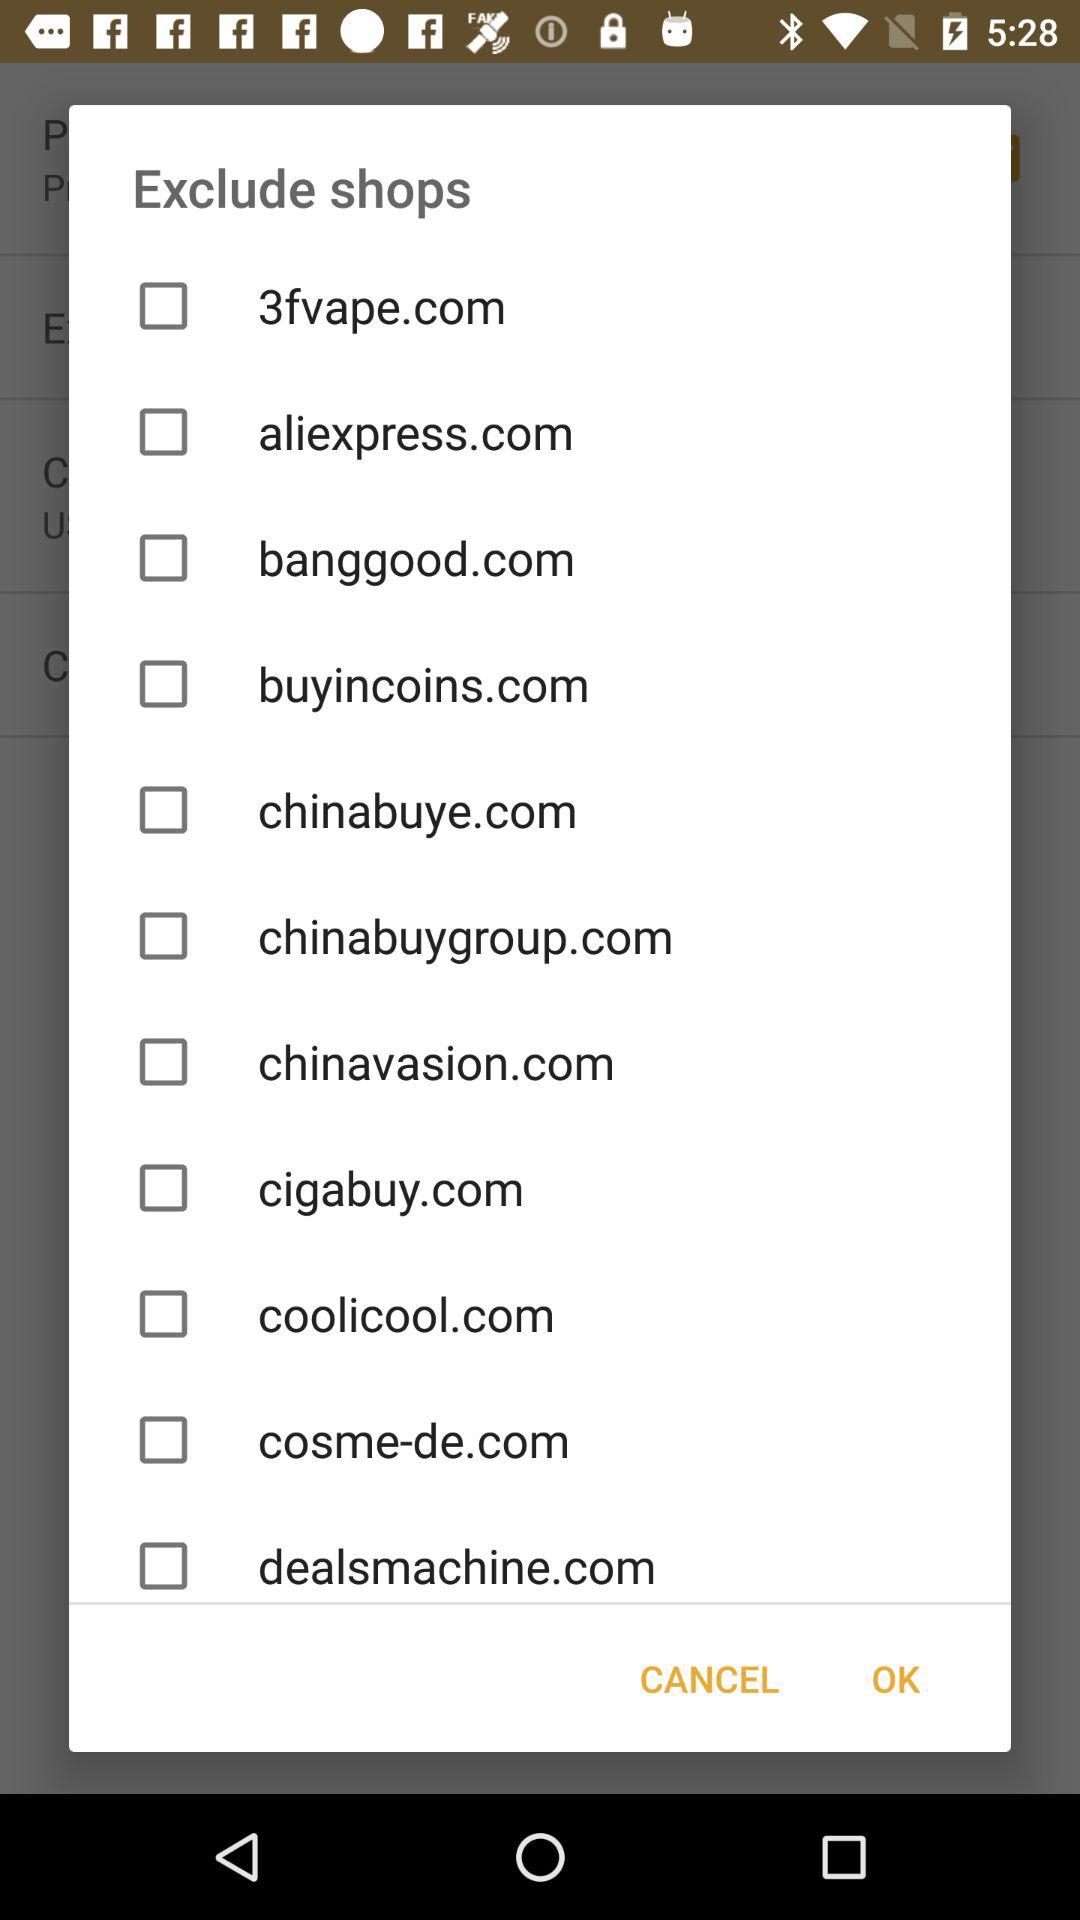 FAKE
5:28
Exclude shops
3fvape.com
aliexpress.com
banggood.com
buyincoins.com
chinabuye.com
chinabuygroup.com
chinavasion.com
cigabuy.com
coolicool.com
cosme-de.com
dealsmachine.com
CANCEL OK